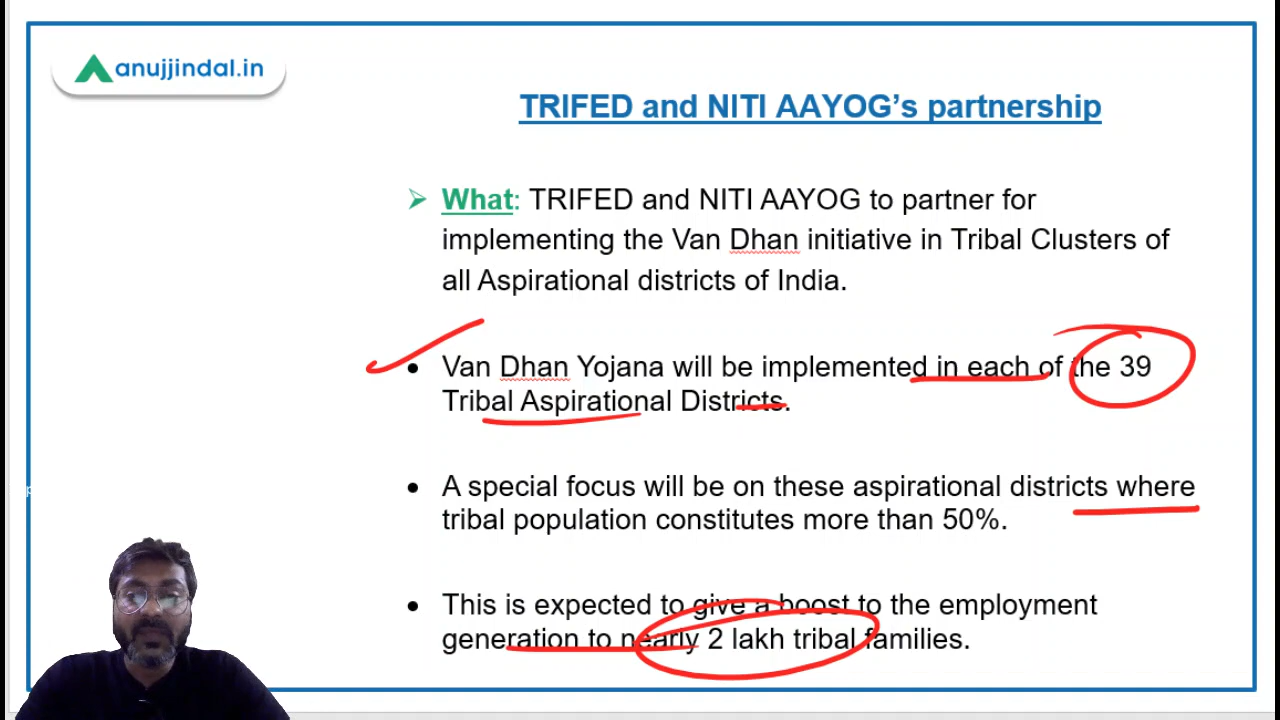 anujjindal.in
TRIFED and NITI AAYOG’s partnership
➢ What: TRIFED and NITI AAYOG to partner for
implementing the Van Dhan initiative in Tribal Clusters of
all Aspirational districts of India.
• Van Dhan Yojana will be implemented in each of the 39
Tribal Aspirational Districts.
• A special focus will be on these aspirational districts where
tribal population constitutes more than 50%.
• This is expected to give a boost to the employment
generation to nearly 2 lakh tribal families.